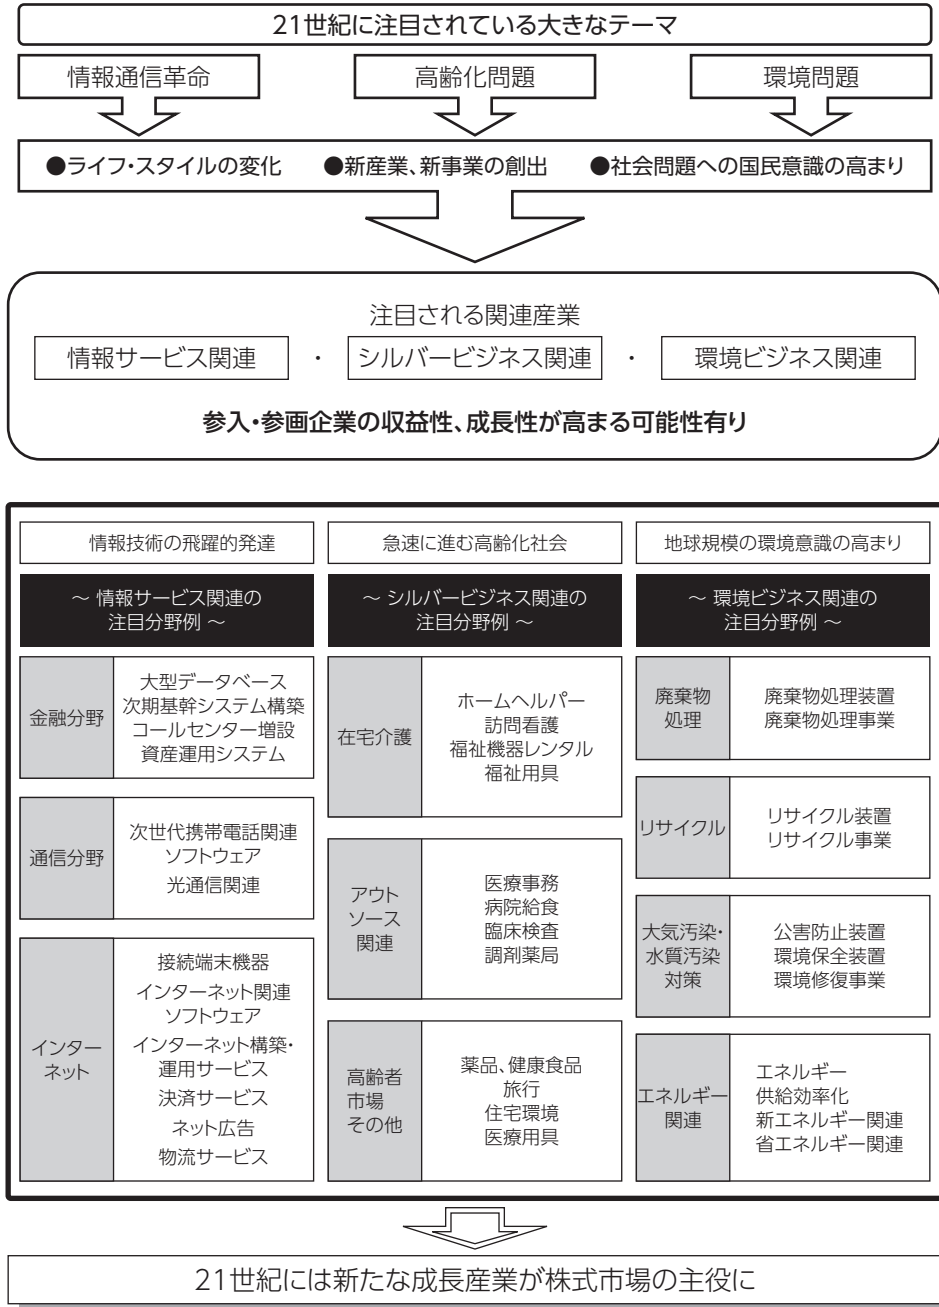 21世紀に注目されている大きなテーマ
情報通信革命
高齢化問題
環境問題
●ライフ・スタイルの変化
●新産業、新事業の創出
●社会問題への国民意識の高まり
注目される関連産業
情報サービス関連
・
シルバービジネス関連
・
環境ビジネス関連
参入・参画企業の収益性、成長性が高まる可能性有り
情報技術の飛躍的発達
～ 情報サービス関連の
注目分野例 ～
金融分野
大型データベース
次期基幹システム構築
コールセンター増設
資産運用システム
通信分野
次世代携帯電話関連
ソフトウェア
光通信関連
インター
ネット
接続端末機器
インターネット関連
ソフトウェア
インターネット構築・
運用サービス
決済サービス
ネット広告
物流サービス
急速に進む高齢化社会
～ シルバービジネス関連の
注目分野例 ～
在宅介護
ホームヘルパー
訪問看護
福祉機器レンタル
福祉用具
アウト
ソース
関連
医療事務
病院給食
臨床検査
調剤薬局
高齢者
市場
その他
薬品、健康食品
旅行
住宅環境
医療用具
地球規模の環境意識の高まり
～ 環境ビジネス関連の
注目分野例 ～
廃棄物
処理
廃棄物処理装置
廃棄物処理事業
リサイクル
リサイクル装置
リサイクル事業
大気汚染・
水質汚染
対策
公害防止装置
環境保全装置
環境修復事業
エネルギー
関連
エネルギー
供給効率化
新エネルギー関連
省エネルギー関連
21世紀には新たな成長産業が株式市場の主役に